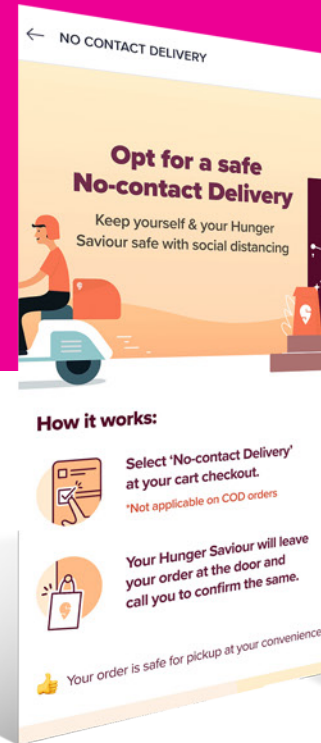 ← NO CONTACT DELIVERY
Opt for a safe
No-contact Delivery
Keep yourself & your Hunger
Saviour safe with social distancing
How it works:
Select ‘No-contact Delivery’
at your cart checkout.
*Not applicable on COD orders
Your Hunger Saviour will leave
your order at the door and
call you to confirm the same.
👍 Your order is safe for pickup at your convenience